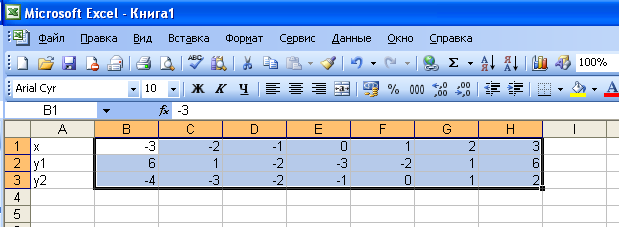 Microsoft Excel - Книга1
Файл Правка Вид Вставка Формат Сервис Данные Окно Справка
100%
Arial Cyr 10 Ж К Ч % 000
B1 fx -3
A B C D E F G H I J
1 x -3 -2 -1 0 1 2 3
2 y1 6 1 -2 -3 -2 1 6
3 y2 -4 -3 -2 -1 0 1 2
4
5